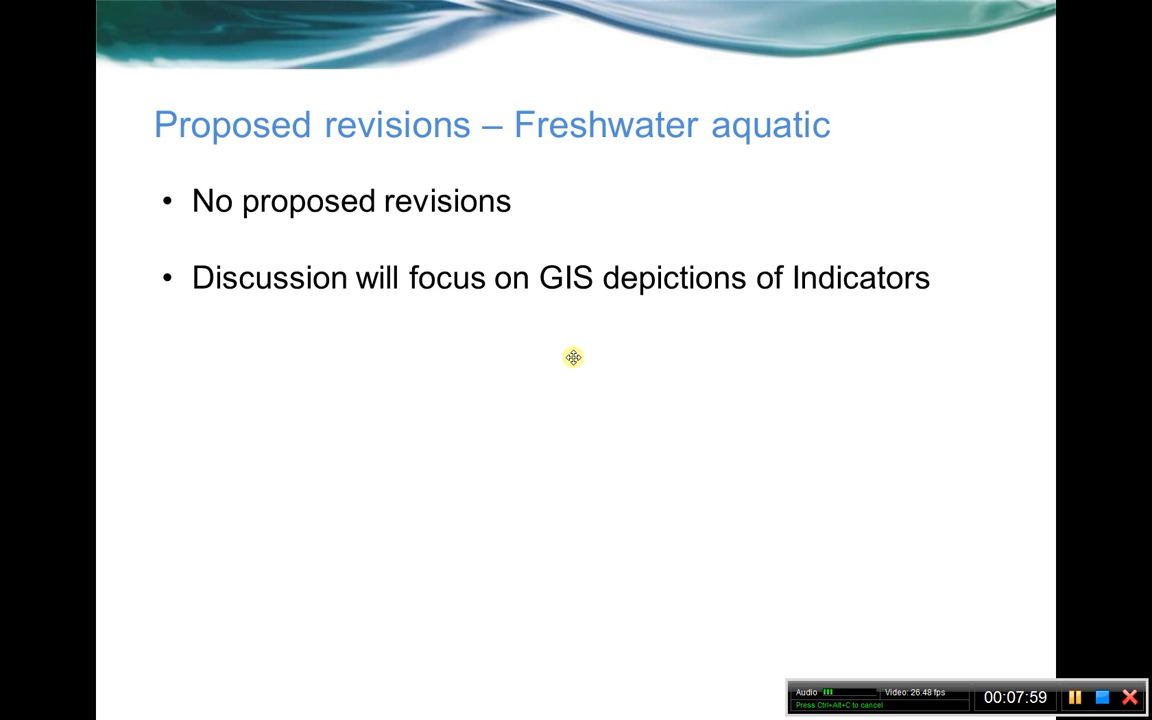 Proposed revisions – Freshwater aquatic
• No proposed revisions
• Discussion will focus on GIS depictions of Indicators
Audio Video: 26.48 fps 00:07:59
Press Ctrl+Alt+C to cancel